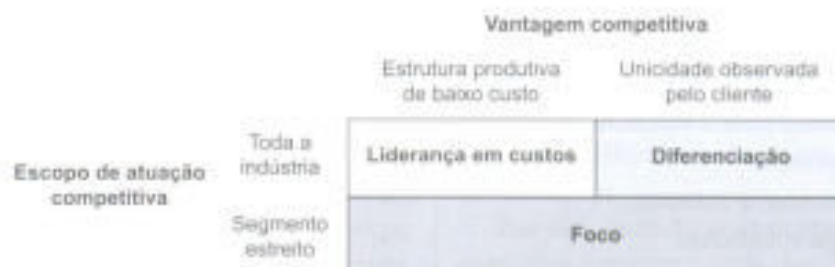 Vantagem competitiva
Estrutura produtiva
de baixo custo
Unicidade observada
pelo cliente
Escopo de atuação
competitiva
Toda a
indústria
Liderança em custos
Diferenciação
Segmento
estreito
Foco